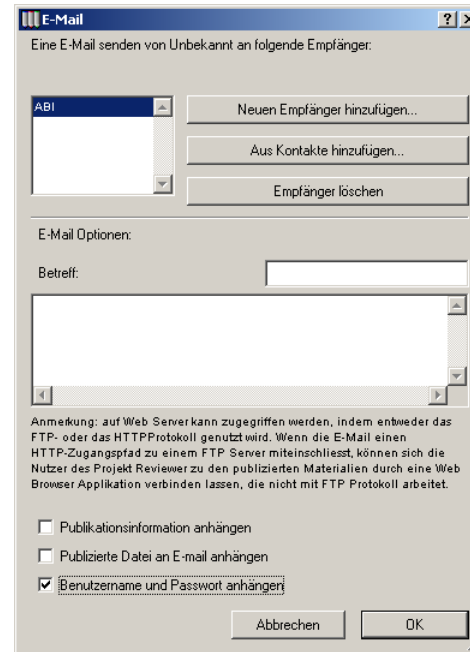 E-Mail
Eine E-Mail senden von Unbekannt an folgende Empfänger:
ABI
Neuen Empfänger hinzufügen...
Aus Kontakte hinzufügen...
Empfänger löschen
E-Mail Optionen:
Betreff:
Anmerkung: auf Web Server kann zugegriffen werden, indem entweder das
FTP- oder das HTTPProtokoll genutzt wird. Wenn die E-Mail einen
HTTP-Zugangspfad zu einem FTP Server miteinschliesst, können sich die
Nutzer des Projekt Reviewer zu den publizierten Materialien durch eine Web
Browser Applikation verbinden lassen, die nicht mit FTP Protokoll arbeitet.
Publikationsinformation anhängen
Publizierte Datei an E-mail anhängen
Benutzername und Passwort anhängen
Abbrechen
OK